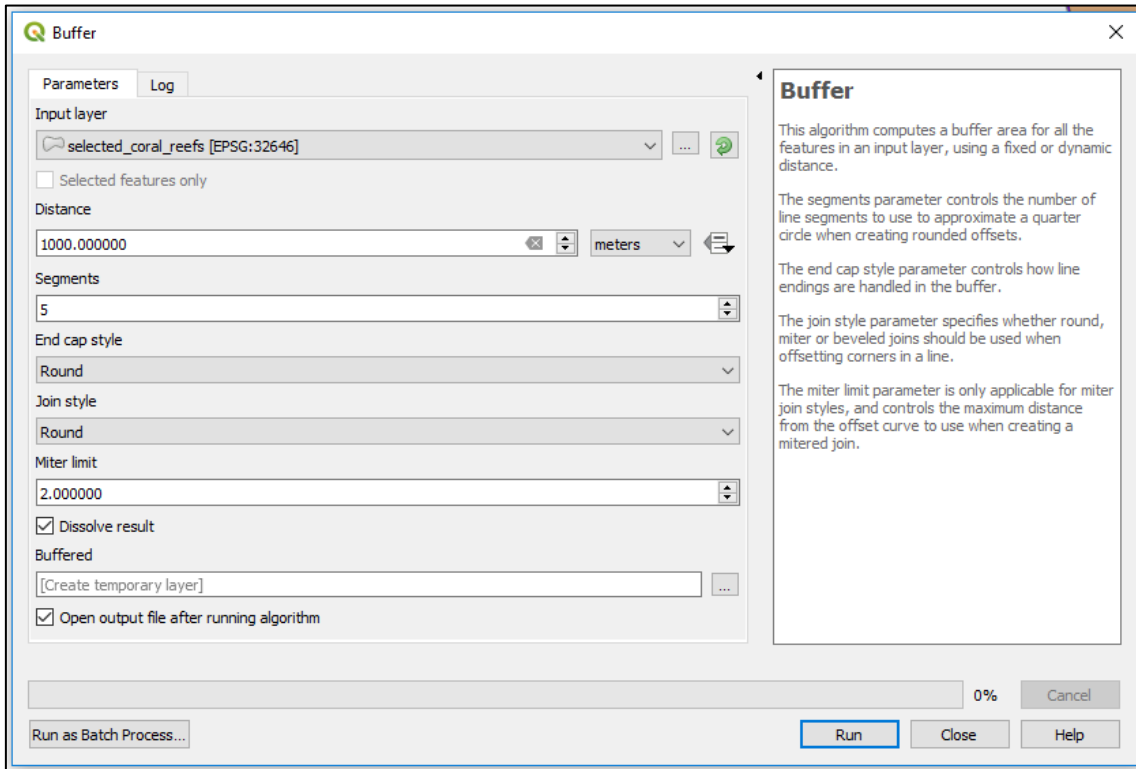 Buffer
Parameters
Log
Input layer
selected_coral_reefs [EPSG:32646]
...
Selected features only
Distance
1000.000000
meters
Segments
5
End cap style
Round
Join style
Round
Miter limit
2.000000
Dissolve result
Buffered
[Create temporary layer]
...
Open output file after running algorithm
Buffer
This algorithm computes a buffer area for all the
features in an input layer, using a fixed or dynamic
distance.
The segments parameter controls the number of
line segments to use to approximate a quarter
circle when creating rounded offsets.
The end cap style parameter controls how line
endings are handled in the buffer.
The join style parameter specifies whether round,
miter or beveled joins should be used when
offsetting corners in a line.
The miter limit parameter is only applicable for miter
join styles, and controls the maximum distance
from the offset curve to use when creating a
mitered join.
0%
Cancel
Run as Batch Process...
Run
Close
Help